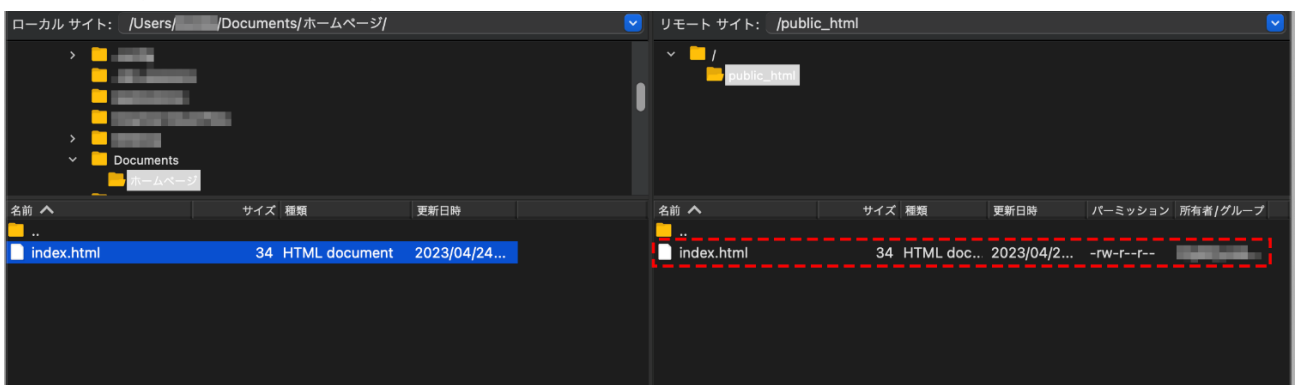 ローカル サイト: /Users/ /Documents/ホームページ/
Documents
ホームページ
名前 サイズ 種類 更新日時
..
index.html 34 HTML document 2023/04/24...
リモート サイト: /public_html
/
public_html
名前 サイズ 種類 更新日時 パーミッション 所有者/グループ
..
index.html 34 HTML doc... 2023/04/2... -rw-r--r--